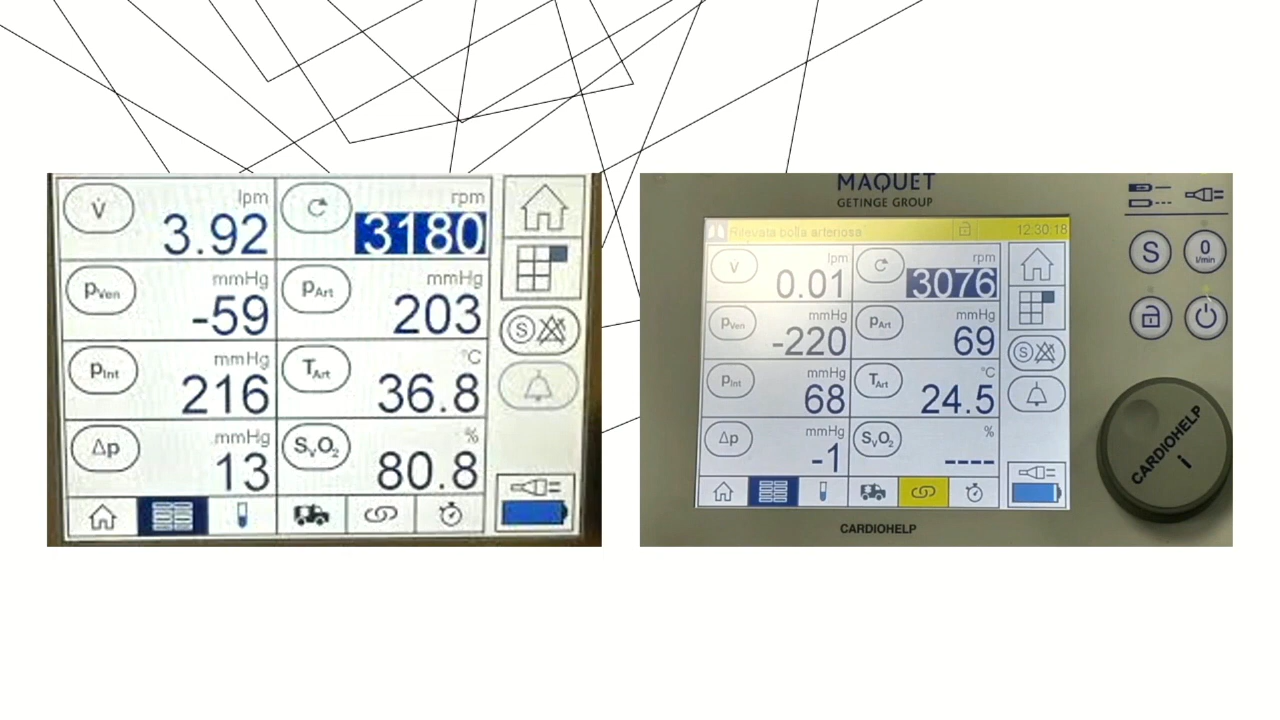 lpm
V̇
3.92
rpm
3180
mmHg
pVen
-59
mmHg
pArt
203
mmHg
pInt
216
°C
TArt
36.8
mmHg
Δp
13
%
SvO₂
80.8
S
MAQUET
GETINGE GROUP
Rilevata bolla arteriosa
12:30:18
lpm
V̇
0.01
rpm
3076
mmHg
pVen
-220
mmHg
pArt
69
mmHg
pInt
68
°C
TArt
24.5
mmHg
Δp
-1
%
SvO₂
----
S
CARDIOHELP
S
0
l/min
CARDIOHELP
i